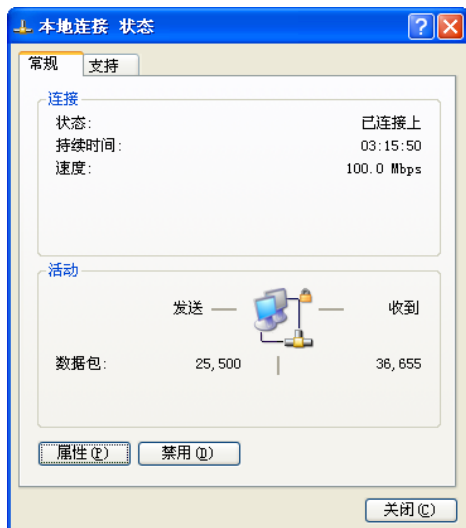 本地连接 状态
常规
支持
连接
状态: 已连接上
持续时间: 03:15:50
速度: 100.0 Mbps
活动
发送 — — 收到
数据包: 25,500 | 36,655
属性(P) 禁用(D)
关闭(C)